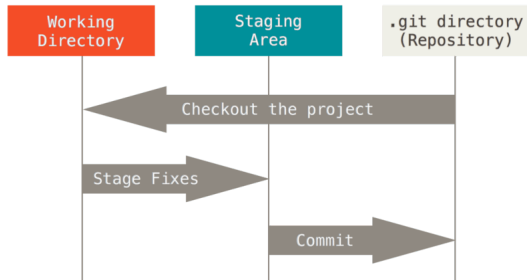 Working
Directory
Staging
Area
.git directory
(Repository)
Checkout the project
Stage Fixes
Commit